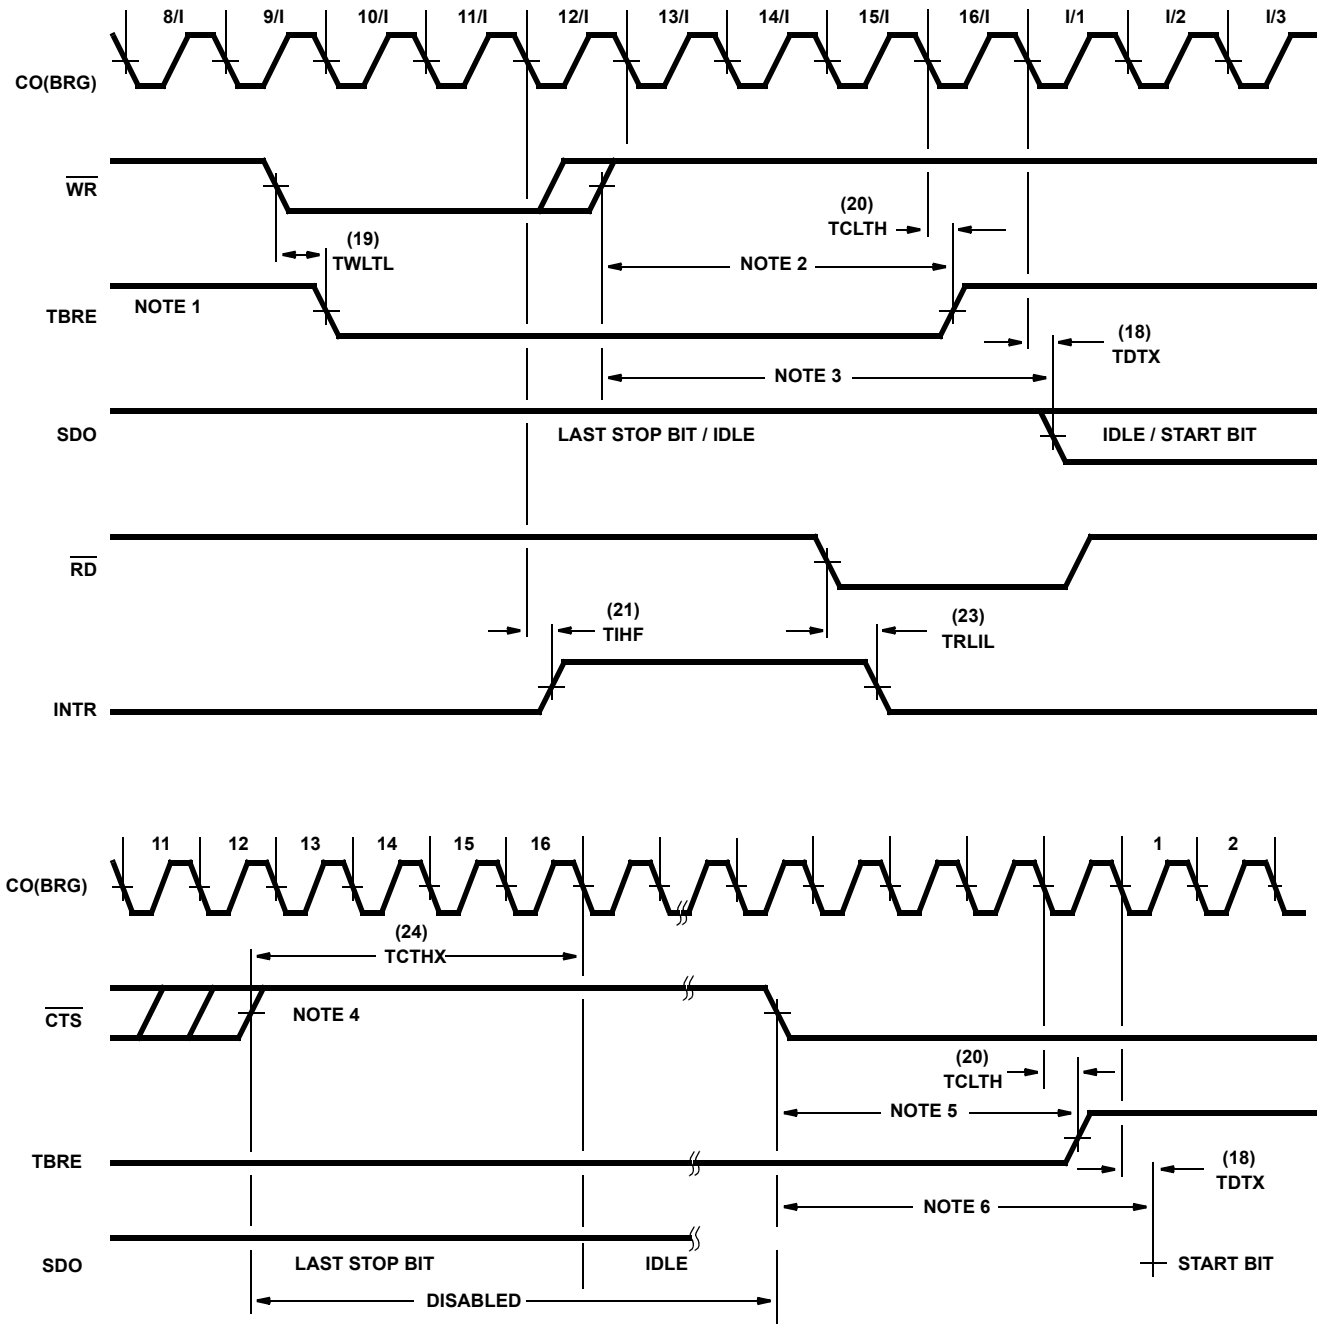 8/I 9/I 10/I 11/I 12/I 13/I 14/I 15/I 16/I I/1 I/2 I/3
CO(BRG)
WR
(20)
TCLTH
(19)
TWLTL
NOTE 2
NOTE 1
TBRE
(18)
TDTX
NOTE 3
SDO
LAST STOP BIT / IDLE
IDLE / START BIT
RD
(21)
TIHF
(23)
TRLIL
INTR
11 12 13 14 15 16 1 2
CO(BRG)
(24)
TCTHX
CTS
NOTE 4
(20)
TCLTH
NOTE 5
TBRE
(18)
TDTX
NOTE 6
SDO
LAST STOP BIT
IDLE
START BIT
DISABLED